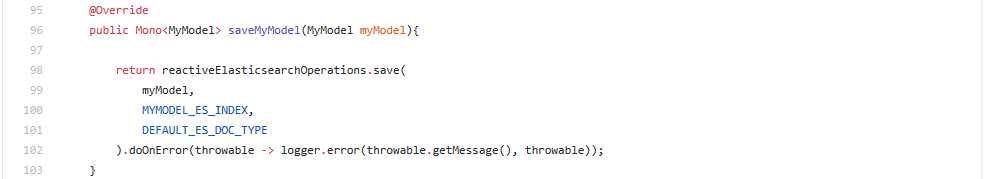 95 @Override
96 public Mono<MyModel> saveMyModel(MyModel myModel){
97
98 return reactiveElasticsearchOperations.save(
99 myModel,
100 MYMODEL_ES_INDEX,
101 DEFAULT_ES_DOC_TYPE
102 ).doOnError(throwable -> logger.error(throwable.getMessage(), throwable));
103 }